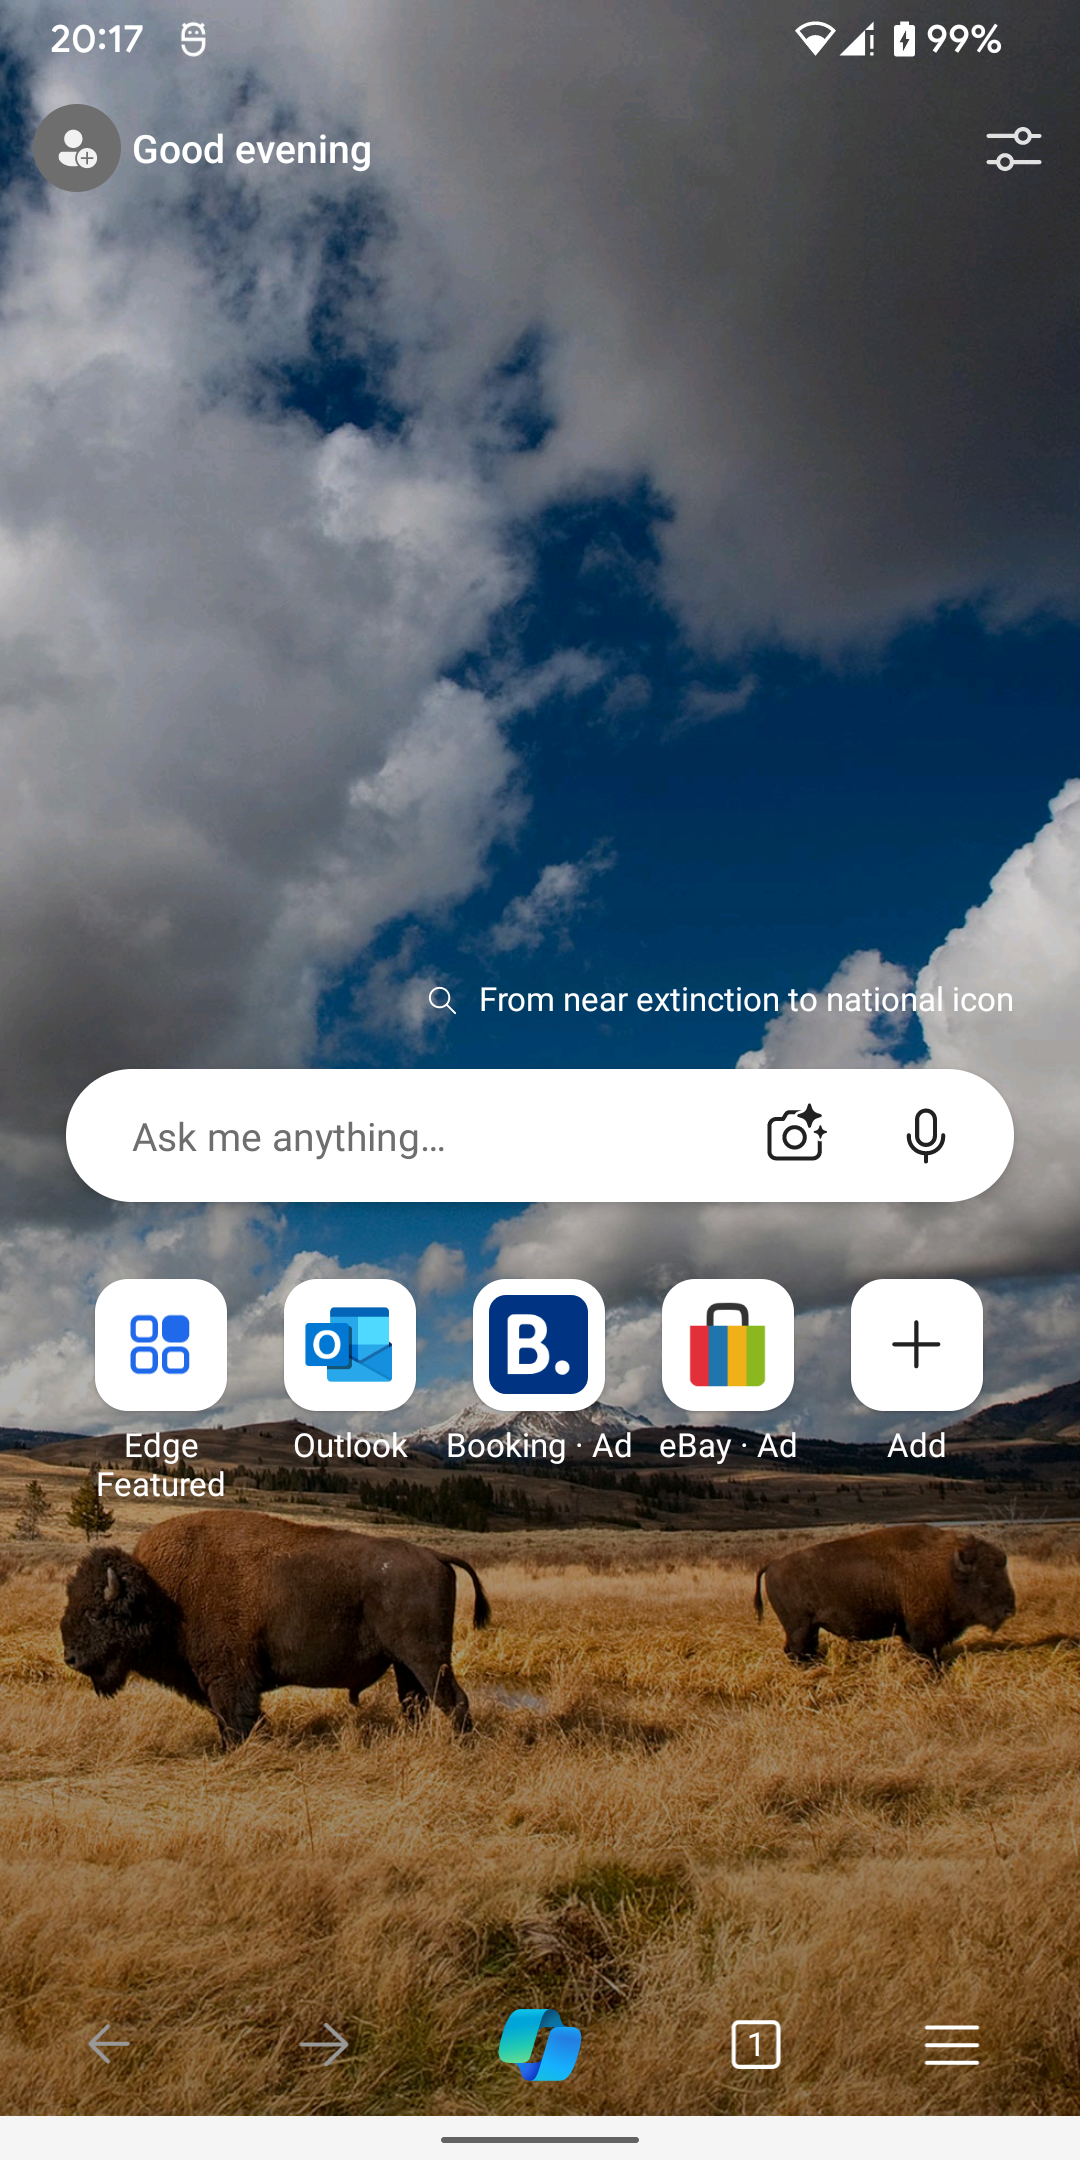 20:17
99%
Good evening
From near extinction to national icon
Ask me anything...
O
B.
Edge
Featured
Outlook
Booking · Ad
eBay · Ad
Add
1